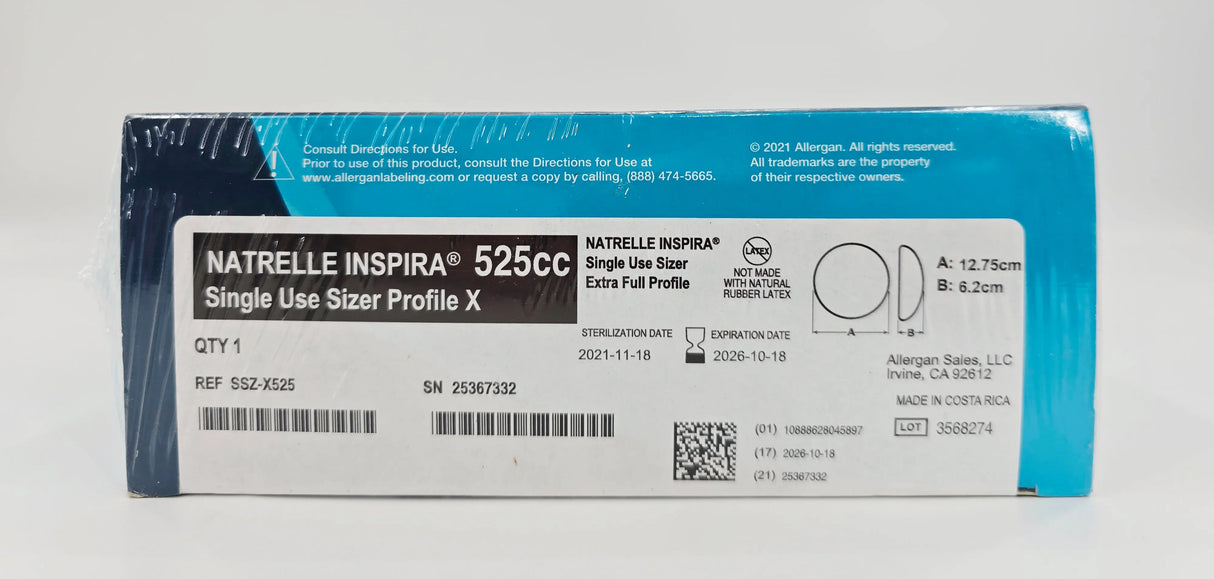 Consult Directions for Use.
Prior to use of this product, consult the Directions for Use at
www.allerganlabeling.com or request a copy by calling, (888) 474-5665.
© 2021 Allergan. All rights reserved.
All trademarks are the property
of their respective owners.
NATRELLE INSPIRA® 525cc
Single Use Sizer Profile X
NATRELLE INSPIRA®
Single Use Sizer
Extra Full Profile
LATEX
NOT MADE
WITH NATURAL
RUBBER LATEX
A
B
A: 12.75cm
B: 6.2cm
QTY 1
STERILIZATION DATE
2021-11-18
EXPIRATION DATE
2026-10-18
Allergan Sales, LLC
Irvine, CA 92612
MADE IN COSTA RICA
LOT 3568274
REF SSZ-X525
SN 25367332
(01) 10888628045897
(17) 2026-10-18
(21) 25367332